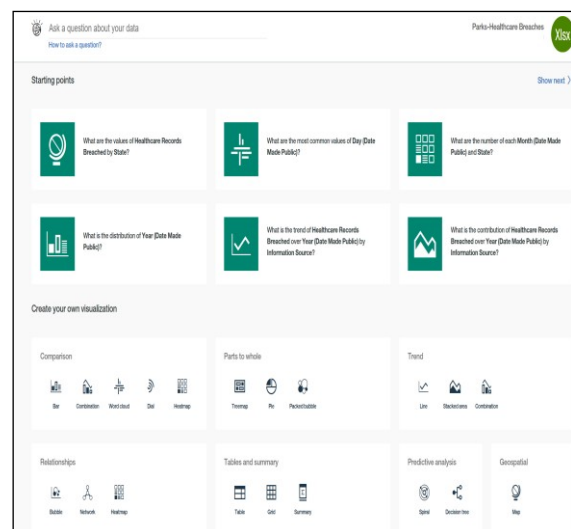 Ask a question about your data
Parks-Healthcare Breaches
Xlsx
How to ask a question?
Starting points
Show next
What are the values of Healthcare Records
Breached by State?
What are the most common values of Day (Date
Made Public)?
What are the number of each Month (Date Made
Public) and State?
What is the distribution of Year (Date Made
Public)?
What is the trend of Healthcare Records
Breached over Year (Date Made Public) by
Information Source?
What is the contribution of Healthcare Records
Breached over Year (Date Made Public) by
Information Source?
Create your own visualization
Comparison
Bar
Combination
Word cloud
Dial
Heatmap
Parts to whole
Treemap
Pie
Packed bubble
Trend
Line
Stacked area
Combination
Relationships
Bubble
Network
Heatmap
Tables and summary
Table
Grid
Summary
Predictive analysis
Spiral
Decision tree
Geospatial
Map